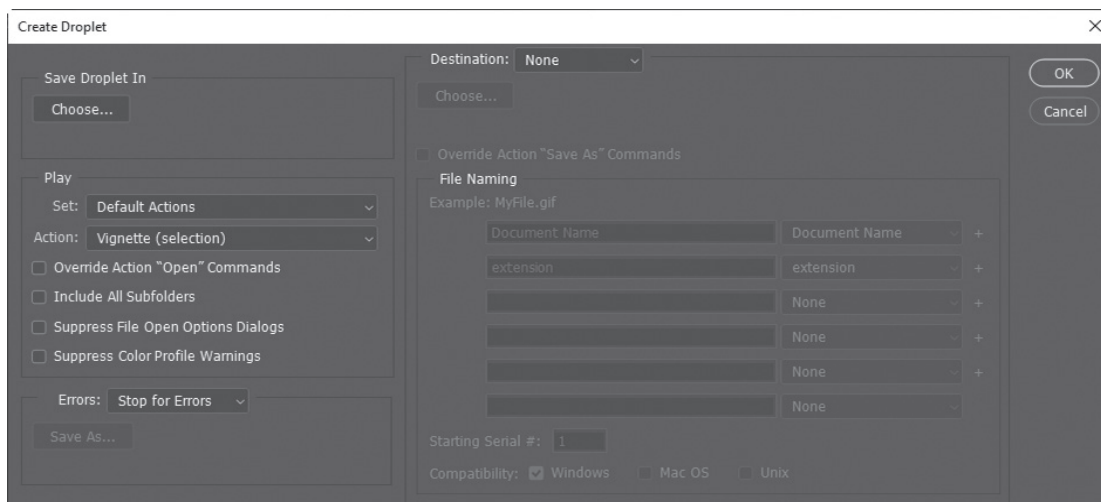 Create Droplet
Save Droplet In
Choose...
Play
Set: Default Actions
Action: Vignette (selection)
Override Action "Open" Commands
Include All Subfolders
Suppress File Open Options Dialogs
Suppress Color Profile Warnings
Errors: Stop for Errors
Save As...
Destination: None
Choose...
Override Action "Save As" Commands
File Naming
Example: MyFile.gif
Document Name Document Name +
extension extension +
None +
None +
None +
None
Starting Serial #: 1
Compatibility: Windows Mac OS Unix
OK
Cancel